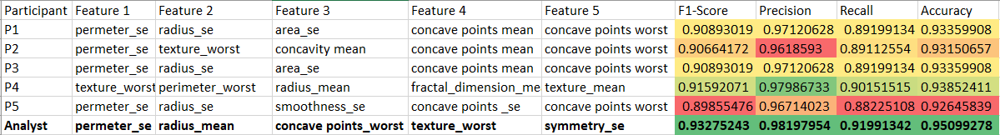 Participant Feature 1 Feature 2 Feature 3 Feature 4 Feature 5 F1-Score Precision Recall Accuracy
P1 permeter_se radius_se area_se concave points mean concave points worst 0.90893019 0.97120628 0.89199134 0.93359908
P2 permeter_se texture_worst concavity mean concave points mean concave points worst 0.90664172 0.9618593 0.89112554 0.93150657
P3 permeter_se radius_se area_se concave points mean concave points worst 0.90893019 0.97120628 0.89199134 0.93359908
P4 texture_worst perimeter_worst radius_mean fractal_dimension_me texture_mean 0.91592071 0.97986733 0.90151515 0.93852411
P5 permeter_se radius_se smoothness_se concave points _se concave points worst 0.89855476 0.96714023 0.88225108 0.92645839
Analyst permeter_se radius_mean concave points_worst texture_worst symmetry_se 0.93275243 0.98197954 0.91991342 0.95099278